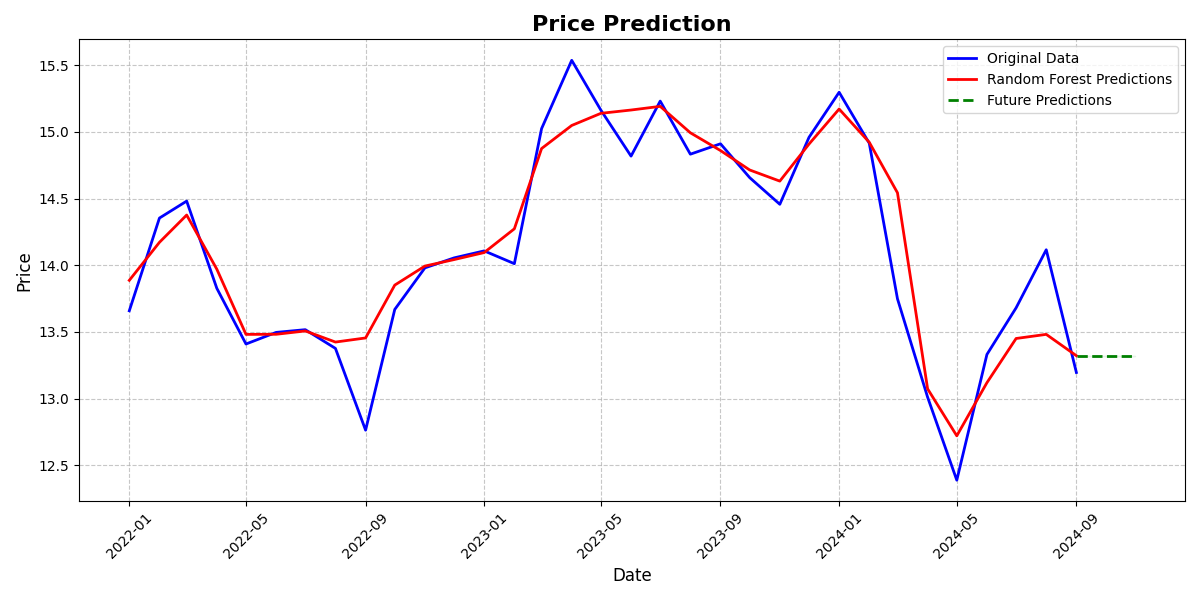 Price Prediction
Original Data
Random Forest Predictions
Future Predictions
Price
15.5
15.0
14.5
14.0
13.5
13.0
12.5
2022-01
2022-05
2022-09
2023-01
2023-05
2023-09
2024-01
2024-05
2024-09
Date